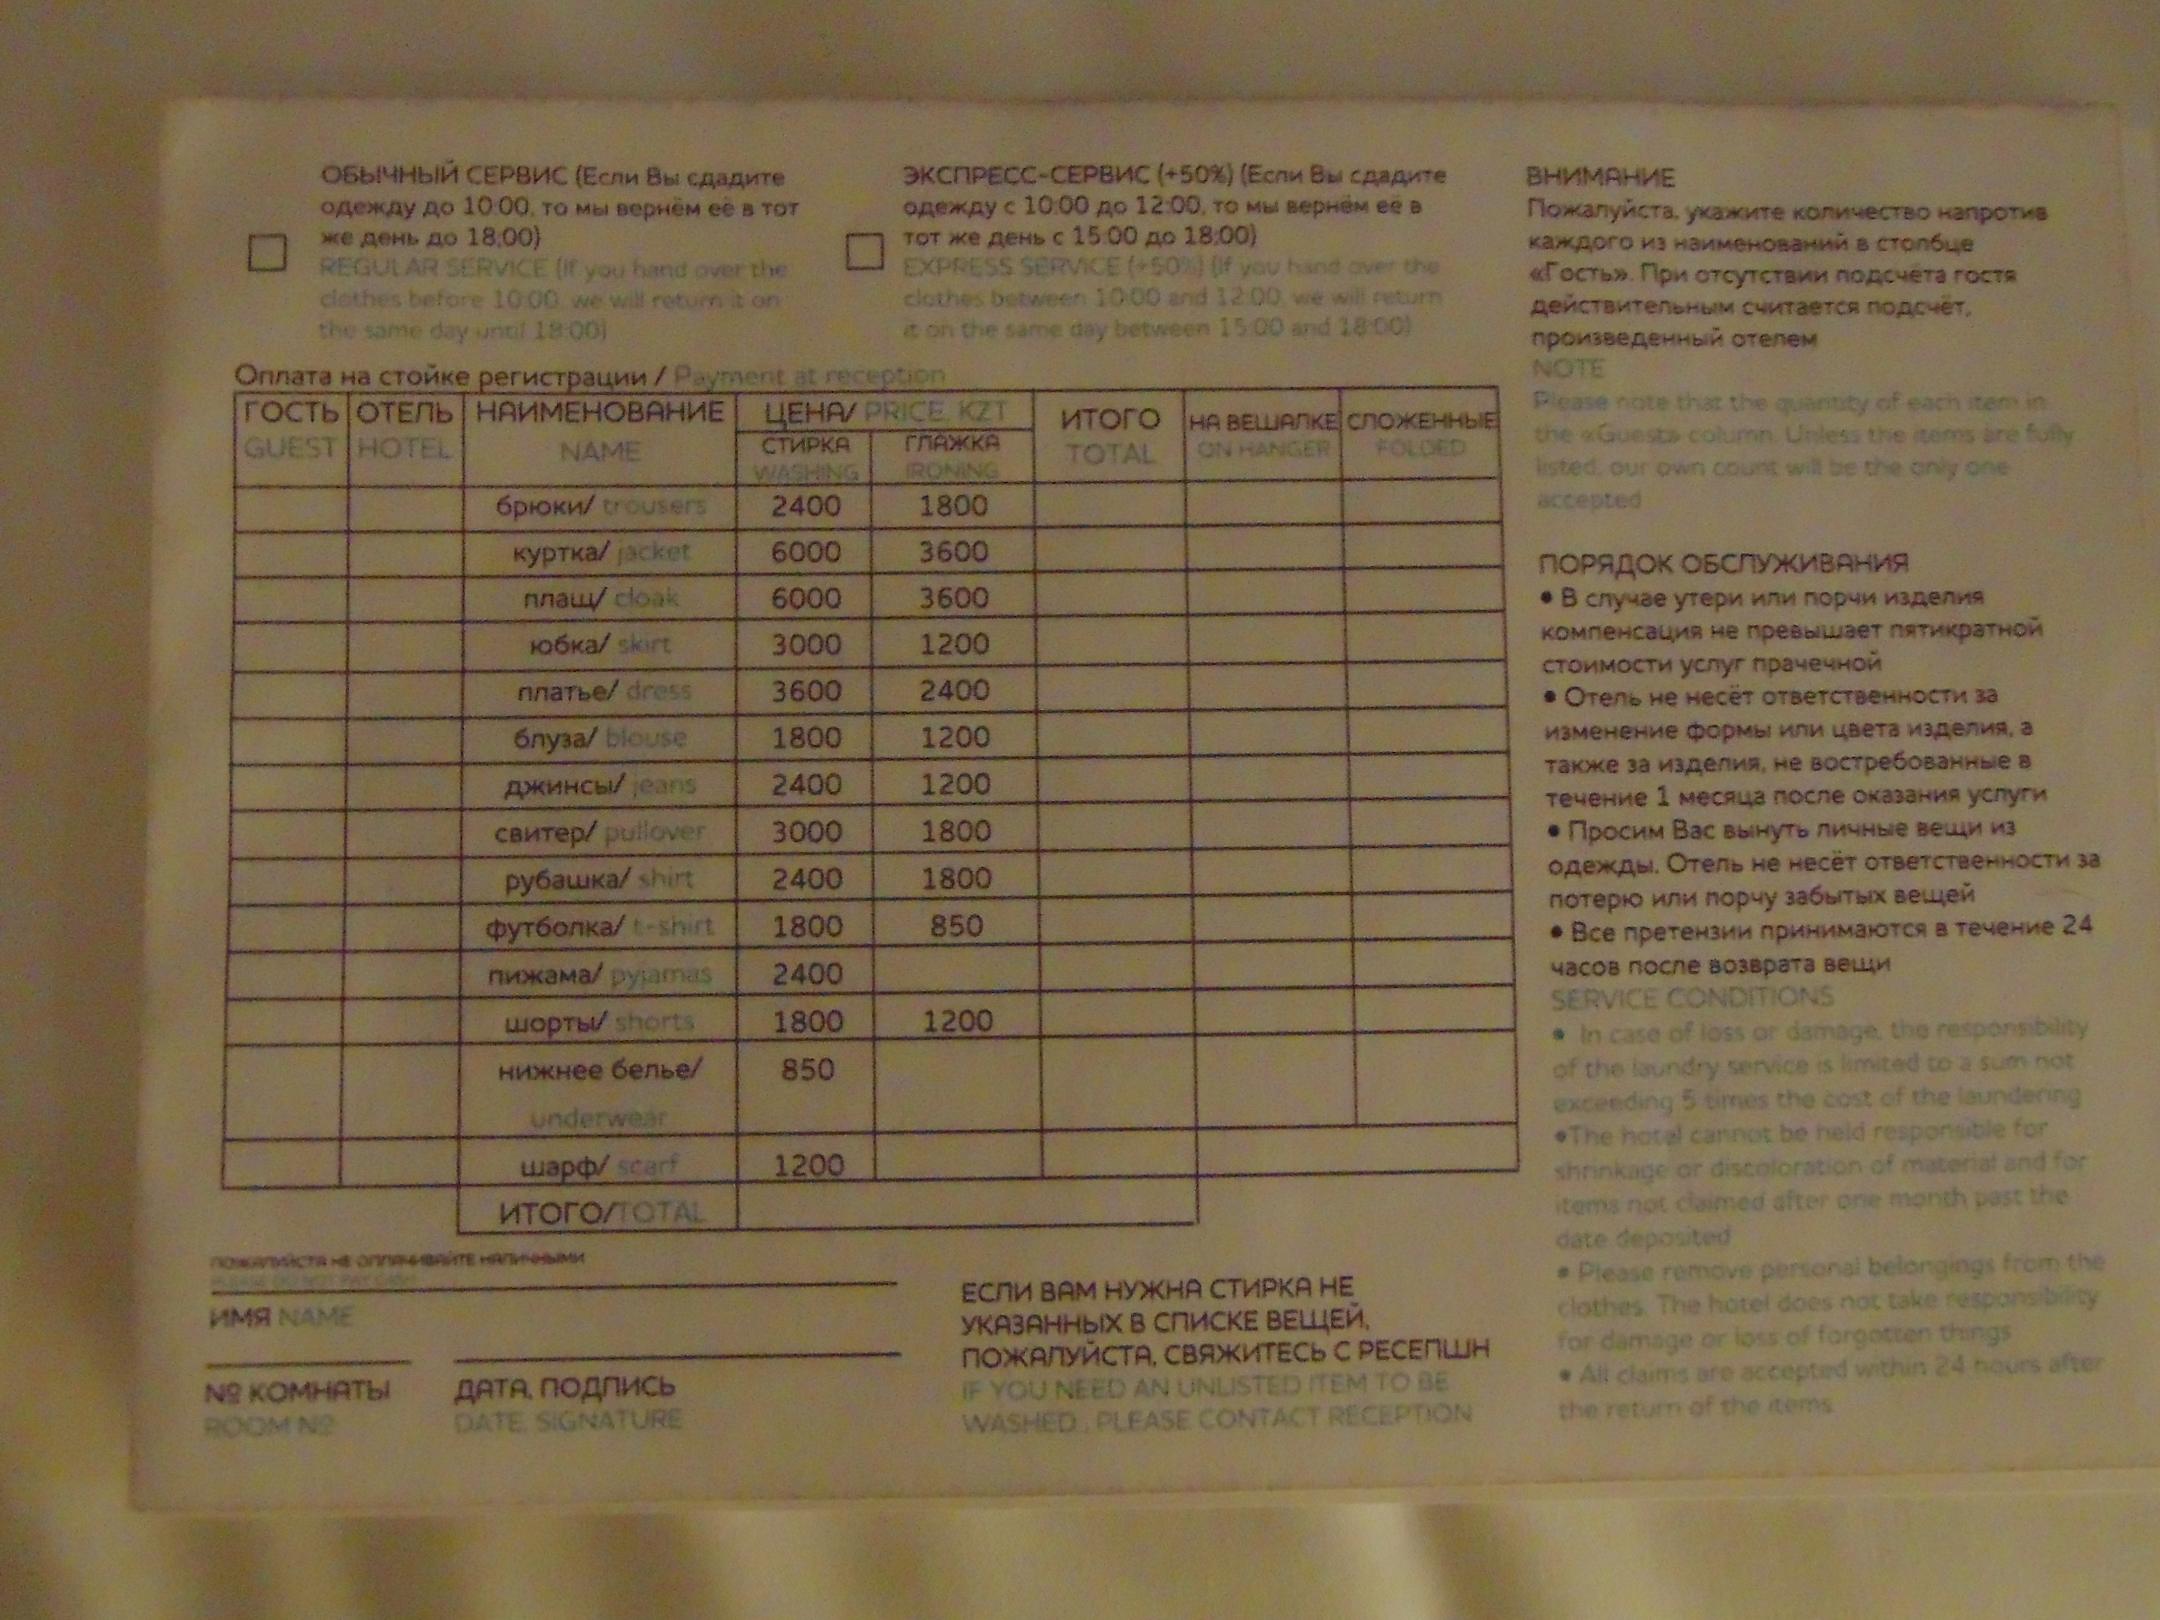 ОБЫЧНЫЙ СЕРВИС (Если Вы сдадите
одежду до 10:00, то мы вернём её в тот
же день до 18:00)
REGULAR SERVICE (If you hand over the
clothes before 10:00, we will return it on
the same day until 18:00)
ЭКСПРЕСС-СЕРВИС (+50%) (Если Вы сдадите
одежду с 10:00 до 12:00, то мы вернём её в
тот же день с 15:00 до 18:00)
EXPRESS SERVICE (+50%) (If you hand over the
clothes between 10:00 and 12:00, we will return
it on the same day between 15:00 and 18:00)
Оплата на стойке регистрации / Payment at reception
ГОСТЬ ОТЕЛЬ НАИМЕНОВАНИЕ ЦЕНА/ PRICE, KZT ИТОГО НА ВЕШАЛКЕ СЛОЖЕННЫЕ
GUEST HOTEL NAME СТИРКА ГЛАЖКА TOTAL ON HANGER FOLDED
WASHING IRONING
брюки/ trousers 2400 1800
куртка/ jacket 6000 3600
плащ/ cloak 6000 3600
юбка/ skirt 3000 1200
платье/ dress 3600 2400
блуза/ blouse 1800 1200
джинсы/ jeans 2400 1200
свитер/ pullover 3000 1800
рубашка/ shirt 2400 1800
футболка/ t-shirt 1800 850
пижама/ pyjamas 2400
шорты/ shorts 1800 1200
нижнее белье/ 850
underwear
шарф/ scarf 1200
ИТОГО/TOTAL
ПОЖАЛУЙСТА НЕ ОПЛАЧИВАЙТЕ НАЛИЧНЫМИ
PLEASE DO NOT PAY CASH
ИМЯ NAME
№ КОМНАТЫ
ROOM №
ДАТА, ПОДПИСЬ
DATE, SIGNATURE
ЕСЛИ ВАМ НУЖНА СТИРКА НЕ
УКАЗАННЫХ В СПИСКЕ ВЕЩЕЙ,
ПОЖАЛУЙСТА, СВЯЖИТЕСЬ С РЕСЕПШН
IF YOU NEED AN UNLISTED ITEM TO BE
WASHED , PLEASE CONTACT RECEPTION
ВНИМАНИЕ
Пожалуйста, укажите количество напротив
каждого из наименований в столбце
«Гость». При отсутствии подсчёта гостя
действительным считается подсчёт,
произведенный отелем
NOTE
Please note that the quantity of each item in
the «Guest» column. Unless the items are fully
listed, our own count will be the only one
accepted
ПОРЯДОК ОБСЛУЖИВАНИЯ
• В случае утери или порчи изделия
компенсация не превышает пятикратной
стоимости услуг прачечной
• Отель не несёт ответственности за
изменение формы или цвета изделия, а
также за изделия, не востребованные в
течение 1 месяца после оказания услуги
• Просим Вас вынуть личные вещи из
одежды. Отель не несёт ответственности за
потерю или порчу забытых вещей
• Все претензии принимаются в течение 24
часов после возврата вещи
SERVICE CONDITIONS
• In case of loss or damage, the responsibility
of the laundry service is limited to a sum not
exceeding 5 times the cost of the laundering
•The hotel cannot be held responsible for
shrinkage or discoloration of material and for
items not claimed after one month past the
date deposited
• Please remove personal belongings from the
clothes. The hotel does not take responsibility
for damage or loss of forgotten things
• All claims are accepted within 24 hours after
the return of the items